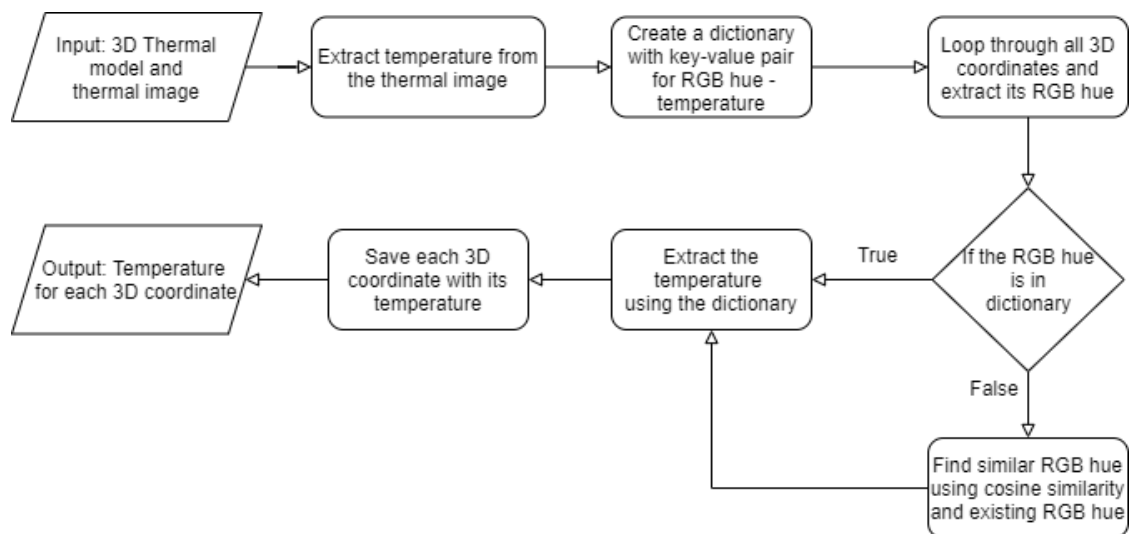 Input: 3D Thermal
model and
thermal image
Extract temperature from
the thermal image
Create a dictionary
with key-value pair
for RGB hue -
temperature
Loop through all 3D
coordinates and
extract its RGB hue
If the RGB hue
is in
dictionary
True
Extract the
temperature
using the dictionary
Save each 3D
coordinate with its
temperature
Output: Temperature
for each 3D coordinate
False
Find similar RGB hue
using cosine similarity
and existing RGB hue